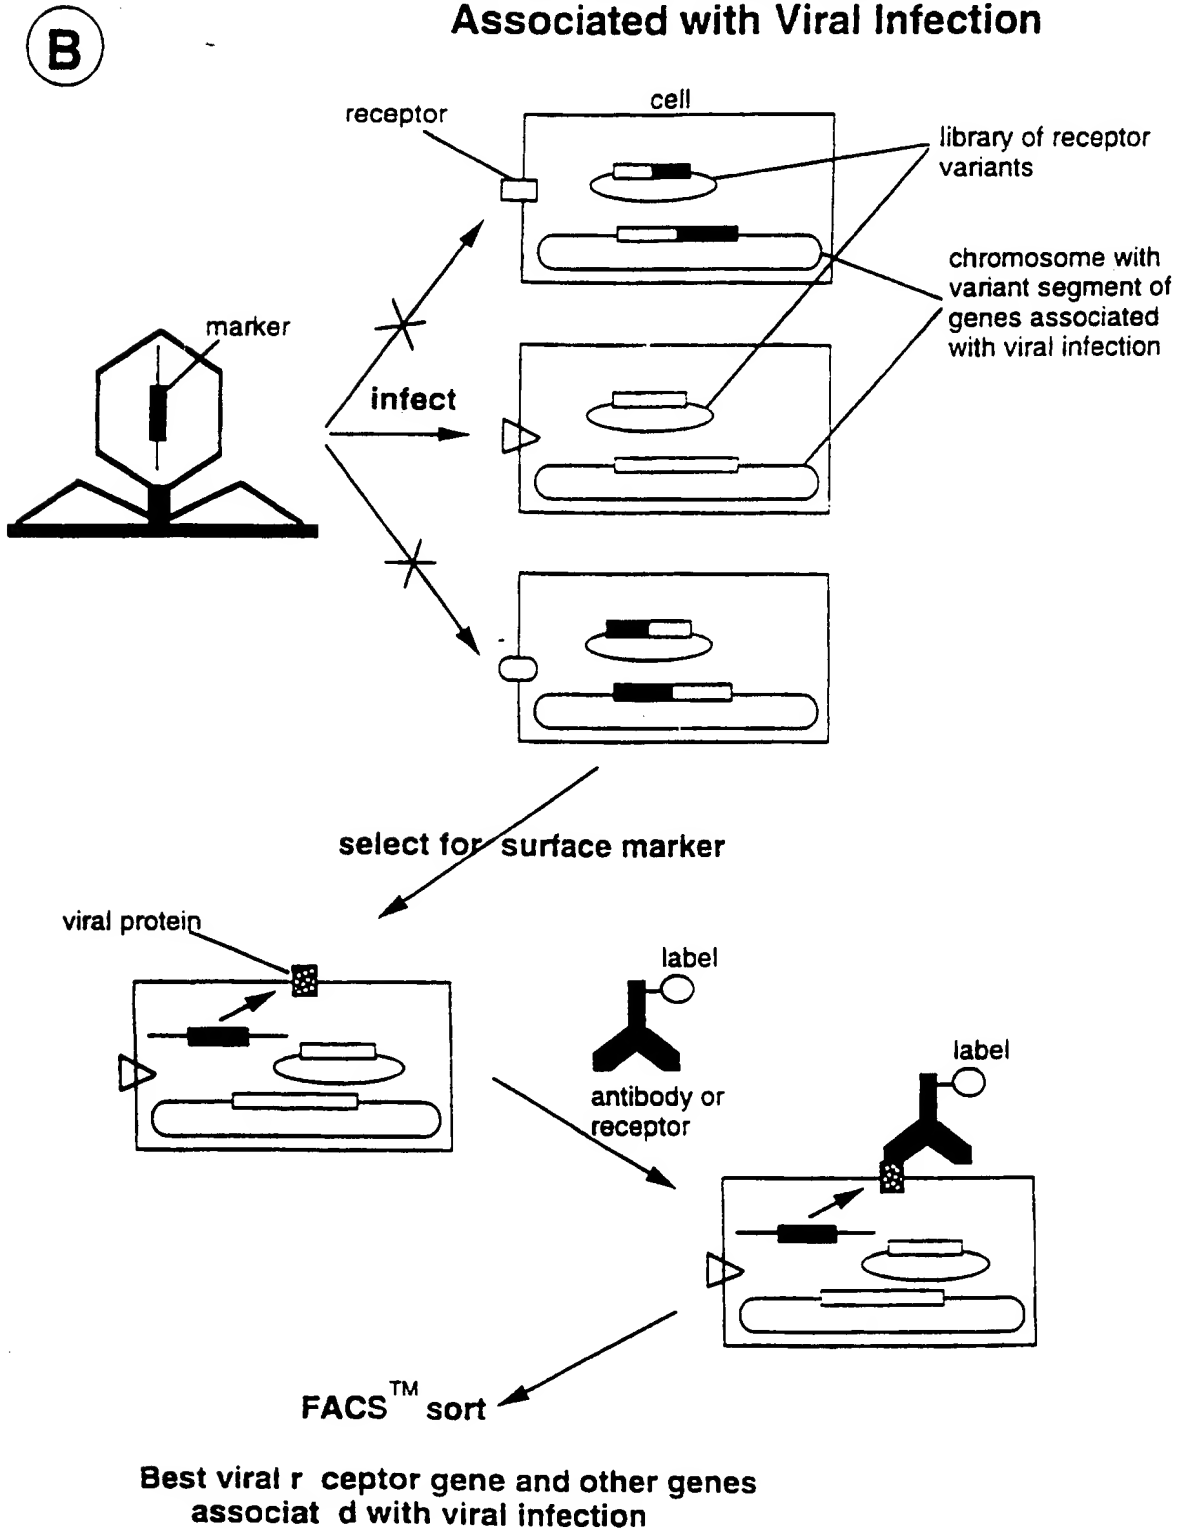 Associated with Viral Infection
B
cell
receptor
library of receptor
variants
chromosome with
variant segment of
genes associated
with viral infection
marker
infect
select for surface marker
viral protein
label
antibody or
receptor
label
FACS™ sort
Best viral r ceptor gene and other genes
associat d with viral infection